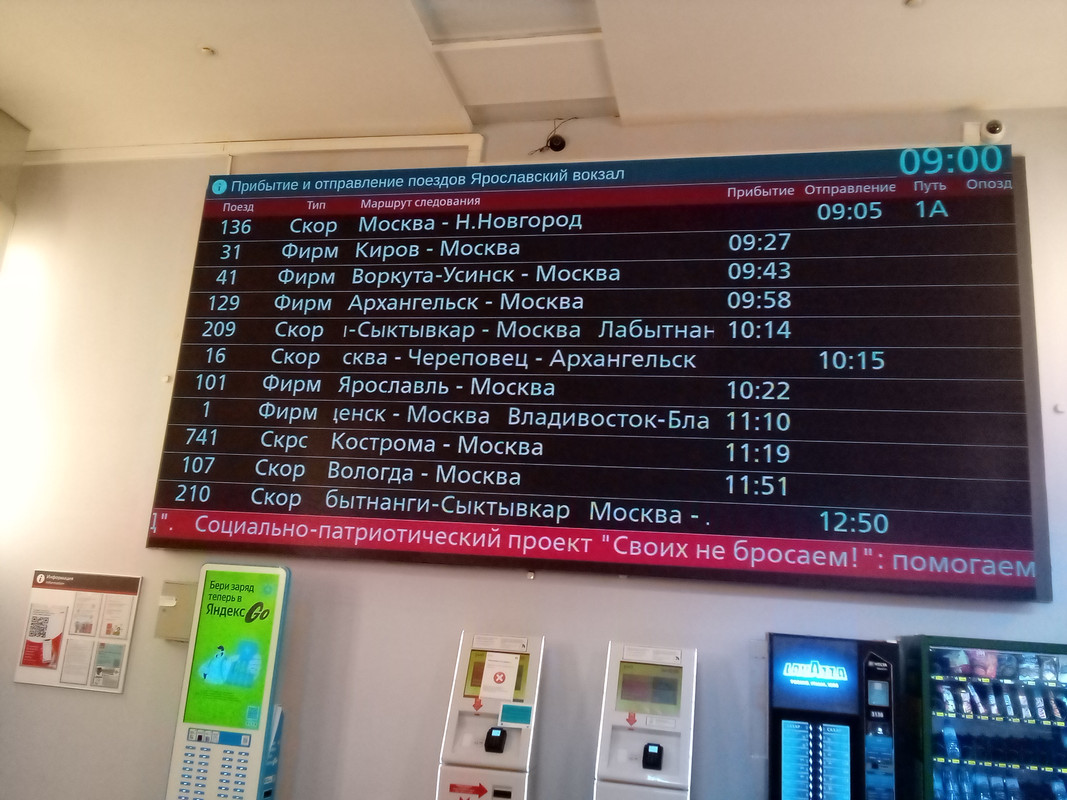 Прибытие и отправление поездов Ярославский вокзал 09:00
Поезд Тип Маршрут следования Прибытие Отправление Путь Опозд
136 Скор Москва - Н.Новгород 09:05 1А
31 Фирм Киров - Москва 09:27
41 Фирм Воркута-Усинск - Москва 09:43
129 Фирм Архангельск - Москва 09:58
209 Скор -Сыктывкар - Москва Лабытнан 10:14
16 Скор сква - Череповец - Архангельск 10:15
101 Фирм Ярославль - Москва 10:22
1 Фирм енск - Москва Владивосток-Бла 11:10
741 Скрс Кострома - Москва 11:19
107 Скор Вологда - Москва 11:51
210 Скор бытнанги-Сыктывкар Москва - . 12:50
". Социально-патриотический проект "Своих не бросаем!": помогаем
Информация
Бери заряд
теперь в
Яндекс Go
LAVAZZA